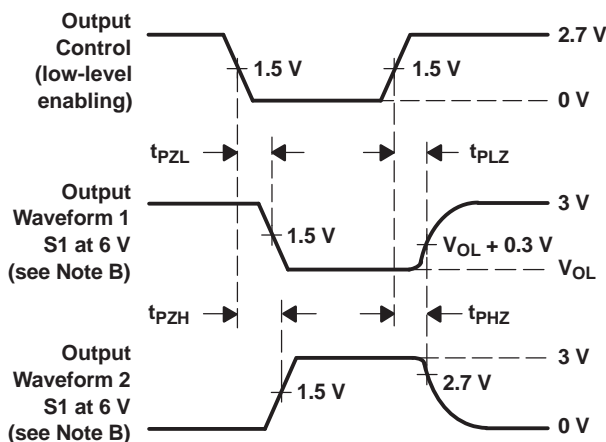 Output
Control
(low-level
enabling)
2.7 V
1.5 V
1.5 V
0 V
tPZL
tPLZ
Output
Waveform 1
S1 at 6 V
(see Note B)
3 V
1.5 V
VOL + 0.3 V
VOL
tPZH
tPHZ
Output
Waveform 2
S1 at 6 V
(see Note B)
3 V
1.5 V
2.7 V
0 V